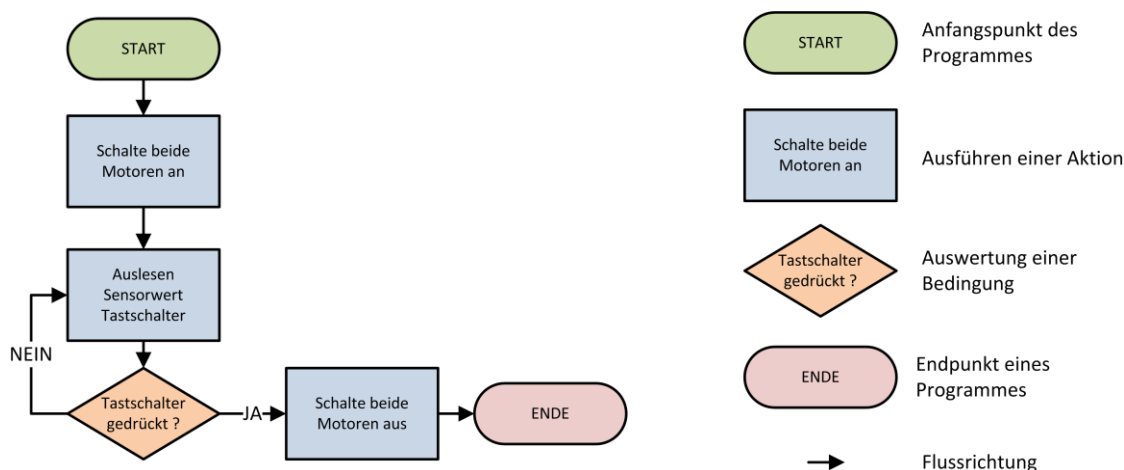 START
Schalte beide
Motoren an
Auslesen
Sensorwert
Tastschalter
NEIN
Tastschalter
gedrückt ?
JA
Schalte beide
Motoren aus
ENDE
START
Anfangspunkt des
Programmes
Schalte beide
Motoren an
Ausführen einer Aktion
Tastschalter
gedrückt ?
Auswertung einer
Bedingung
ENDE
Endpunkt eines
Programmes
Flussrichtung